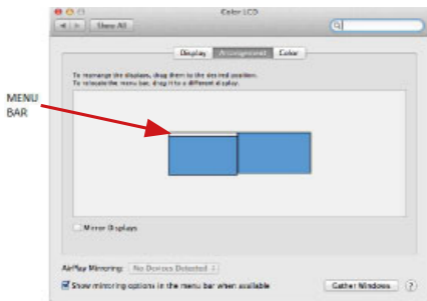 Color LCD
Show All
Display Arrangement Color
To rearrange the displays, drag them to the desired position.
To relocate the menu bar, drag it to a different display.
MENU
BAR
Mirror Displays
AirPlay Mirroring: No Devices Detected
Show mirroring options in the menu bar when available
Gather Windows ?